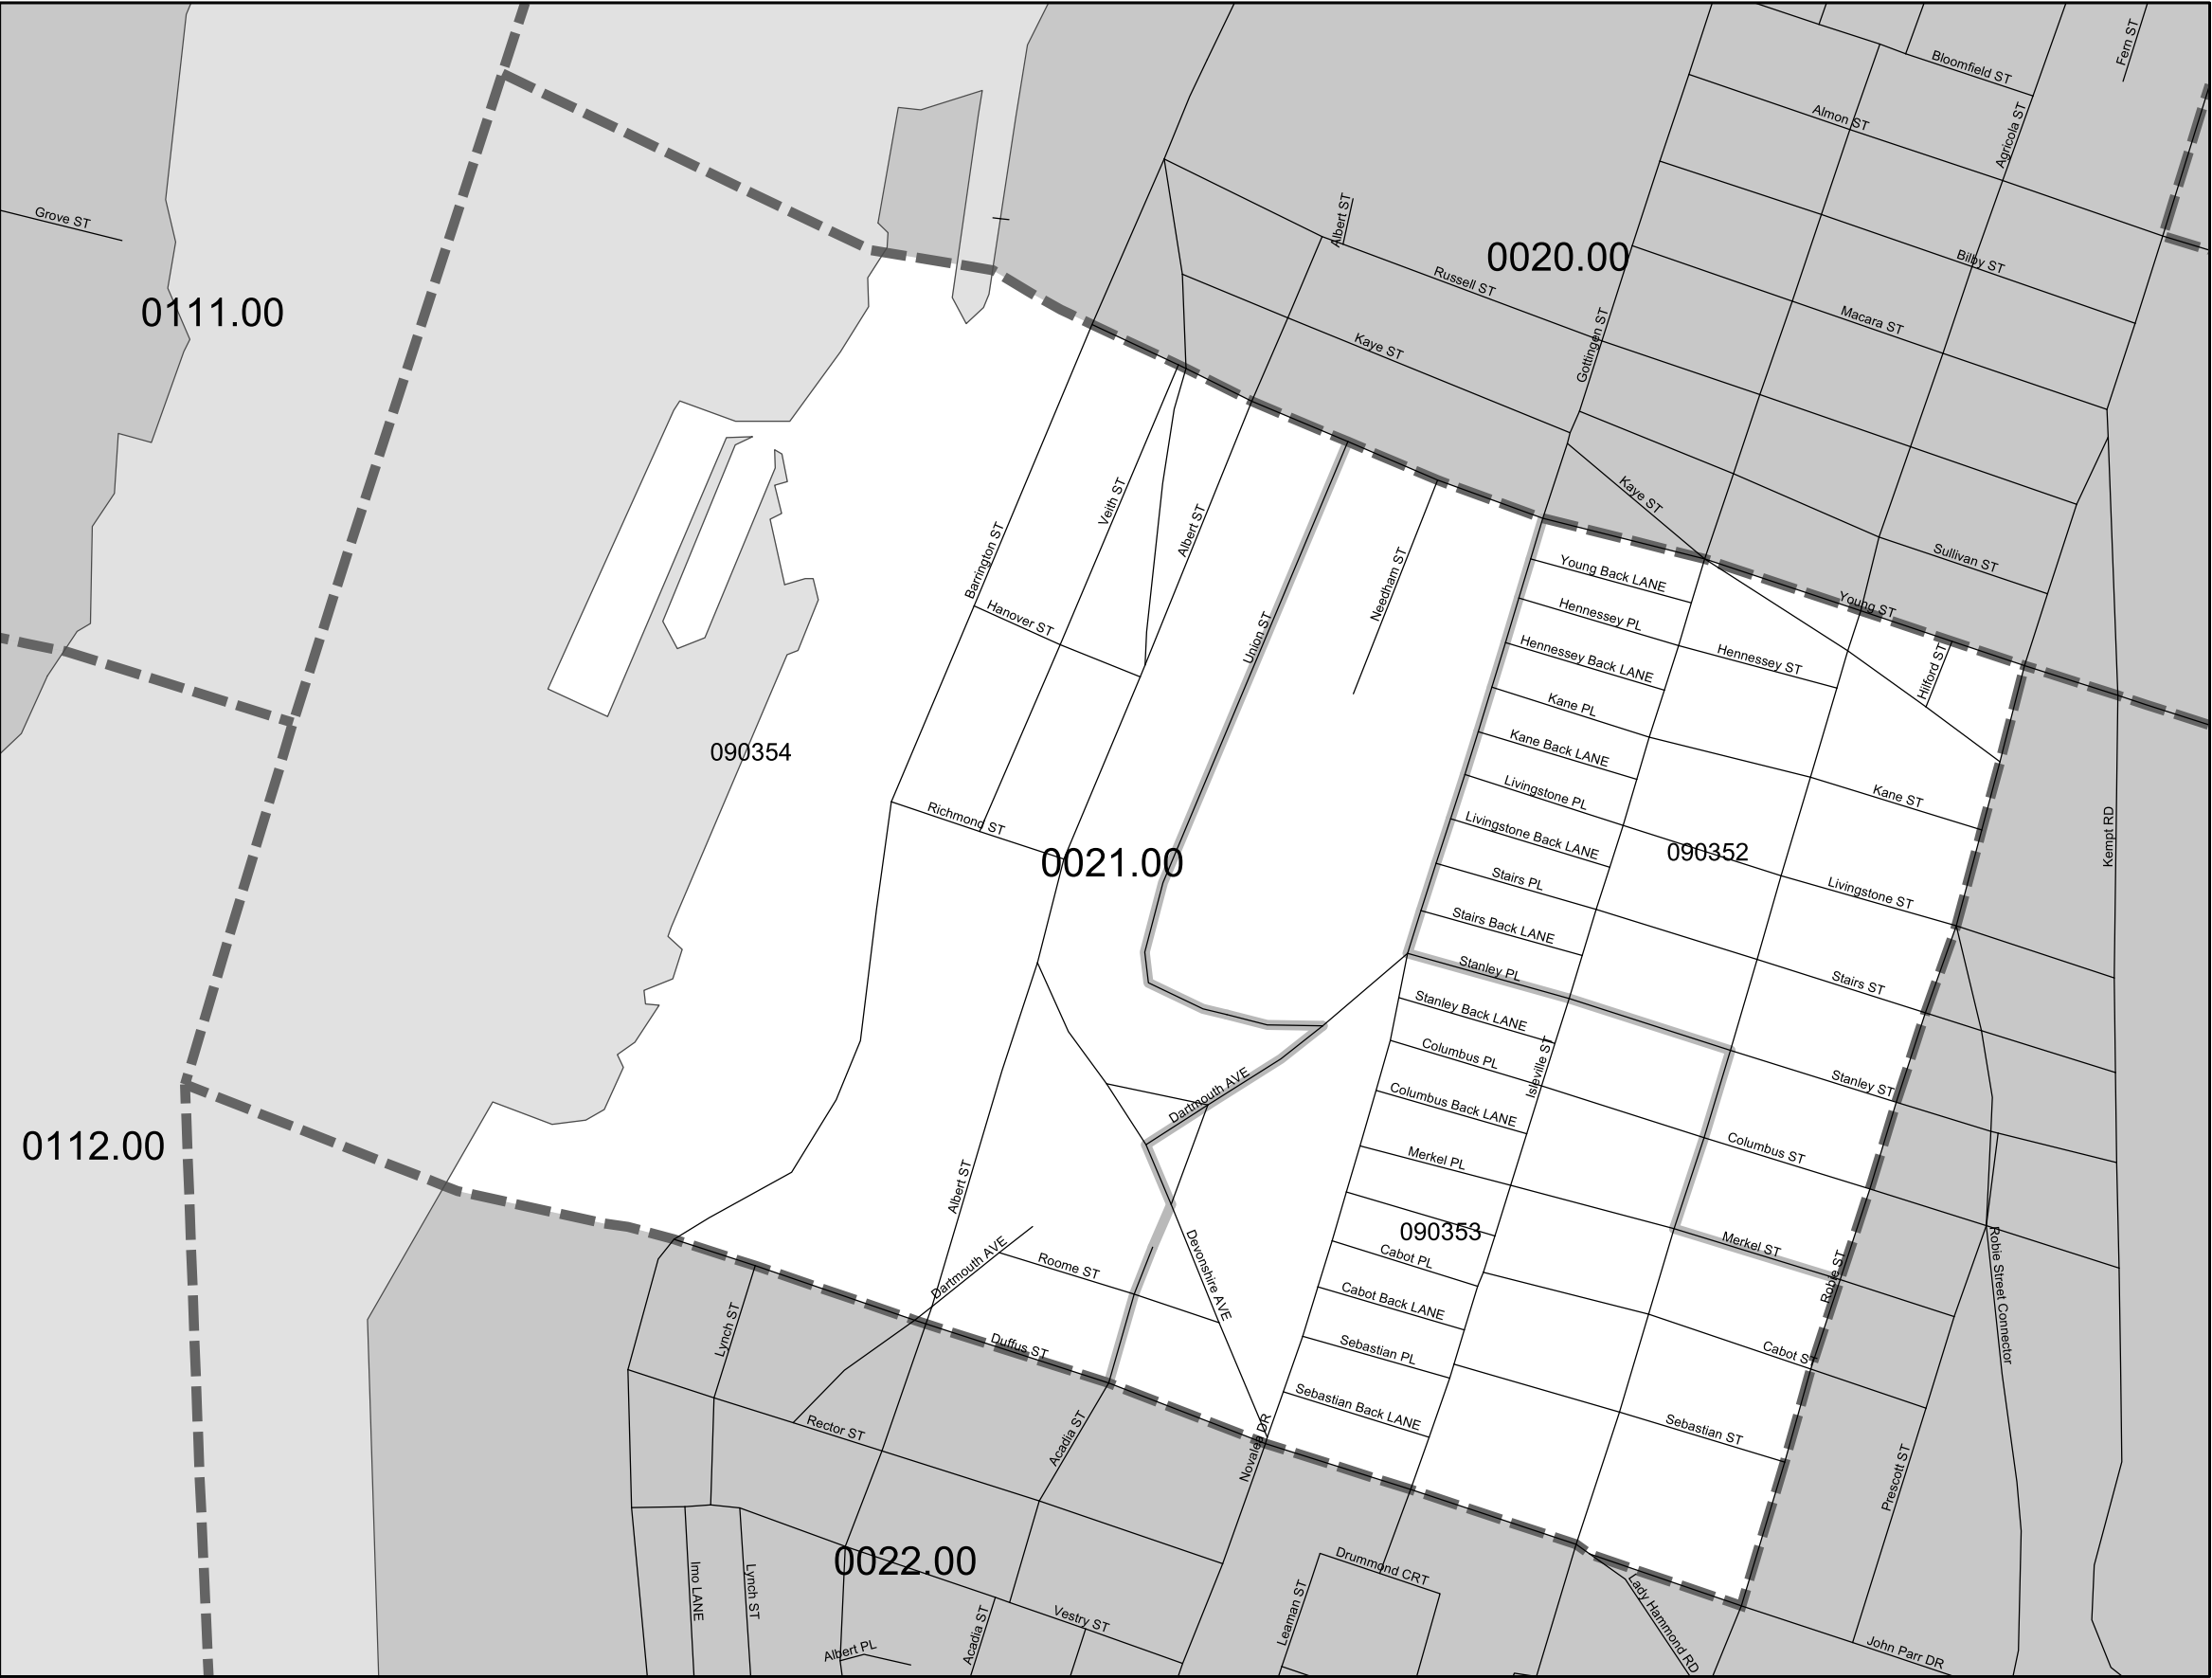 Fern ST
Bloomfield ST
Almon ST
Agricola ST
Grove ST
Albert ST
0020.00
Bilby ST
Russell ST
0111.00
Macara ST
Gottingen ST
Kaye ST
Kaye ST
Veith ST
Albert ST
Barrington ST
Needham ST
Sullivan ST
Young Back LANE
Young ST
Hennessey PL
Hanover ST
Union ST
Hennessey Back LANE
Hennessey ST
Hilford ST
Kane PL
090354
Kane Back LANE
Livingstone PL
Kane ST
Richmond ST
Livingstone Back LANE
090352
Kempt RD
0021.00
Stairs PL
Livingstone ST
Stairs Back LANE
Stanley PL
Stairs ST
Stanley Back LANE
Columbus PL
Isleville ST
Stanley ST
Dartmouth AVE
Columbus Back LANE
0112.00
Columbus ST
Merkel PL
Albert ST
090353
Merkel ST
Dartmouth AVE
Roome ST
Devonshire AVE
Cabot PL
Robie ST
Robie Street Connector
Cabot Back LANE
Lynch ST
Duffus ST
Sebastian PL
Cabot ST
Sebastian Back LANE
Rector ST
Acadia ST
Novalea DR
Sebastian ST
Prescott ST
0022.00
Drummond CRT
Imo LANE
Lynch ST
Leaman ST
Lady Hammond RD
Vestry ST
Acadia ST
Albert PL
John Parr DR